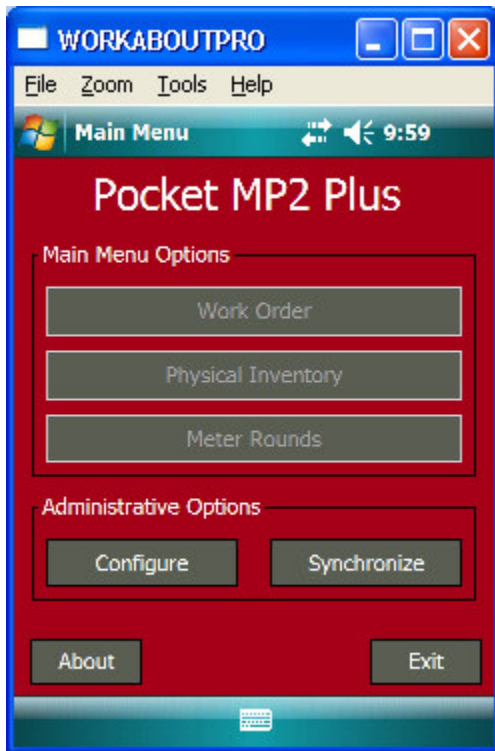 WORKABOUTPRO
File Zoom Tools Help
Main Menu 9:59
Pocket MP2 Plus
Main Menu Options
Work Order
Physical Inventory
Meter Rounds
Administrative Options
Configure Synchronize
About Exit